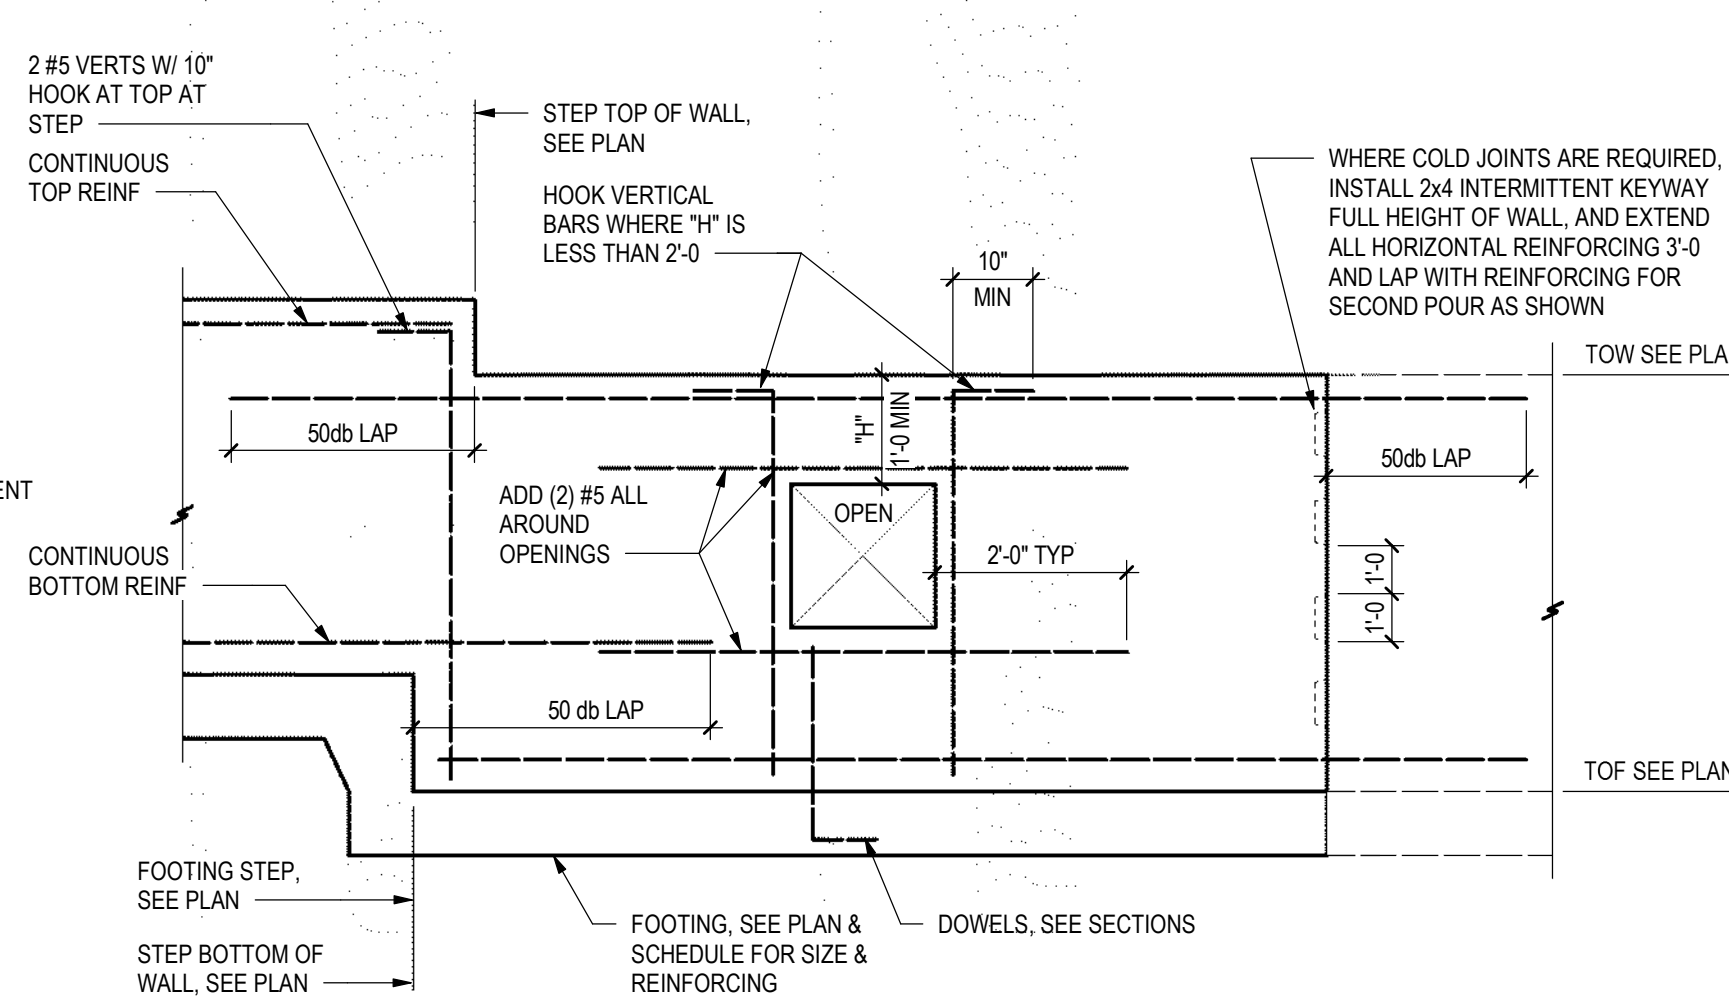 2 #5 VERTS W/ 10"
HOOK AT TOP AT
STEP
CONTINUOUS
TOP REINF
STEP TOP OF WALL,
SEE PLAN
HOOK VERTICAL
BARS WHERE "H" IS
LESS THAN 2'-0
10"
MIN
WHERE COLD JOINTS ARE REQUIRED,
INSTALL 2x4 INTERMITTENT KEYWAY
FULL HEIGHT OF WALL, AND EXTEND
ALL HORIZONTAL REINFORCING 3'-0
AND LAP WITH REINFORCING FOR
SECOND POUR AS SHOWN
TOW SEE PLA
50db LAP
"H"
1'-0 MIN
50db LAP
ENT
ADD (2) #5 ALL
AROUND
OPENINGS
OPEN
2'-0" TYP
1'-0
1'-0
CONTINUOUS
BOTTOM REINF
50 db LAP
TOF SEE PLAN
FOOTING STEP,
SEE PLAN
STEP BOTTOM OF
WALL, SEE PLAN
FOOTING, SEE PLAN &
SCHEDULE FOR SIZE &
REINFORCING
DOWELS, SEE SECTIONS